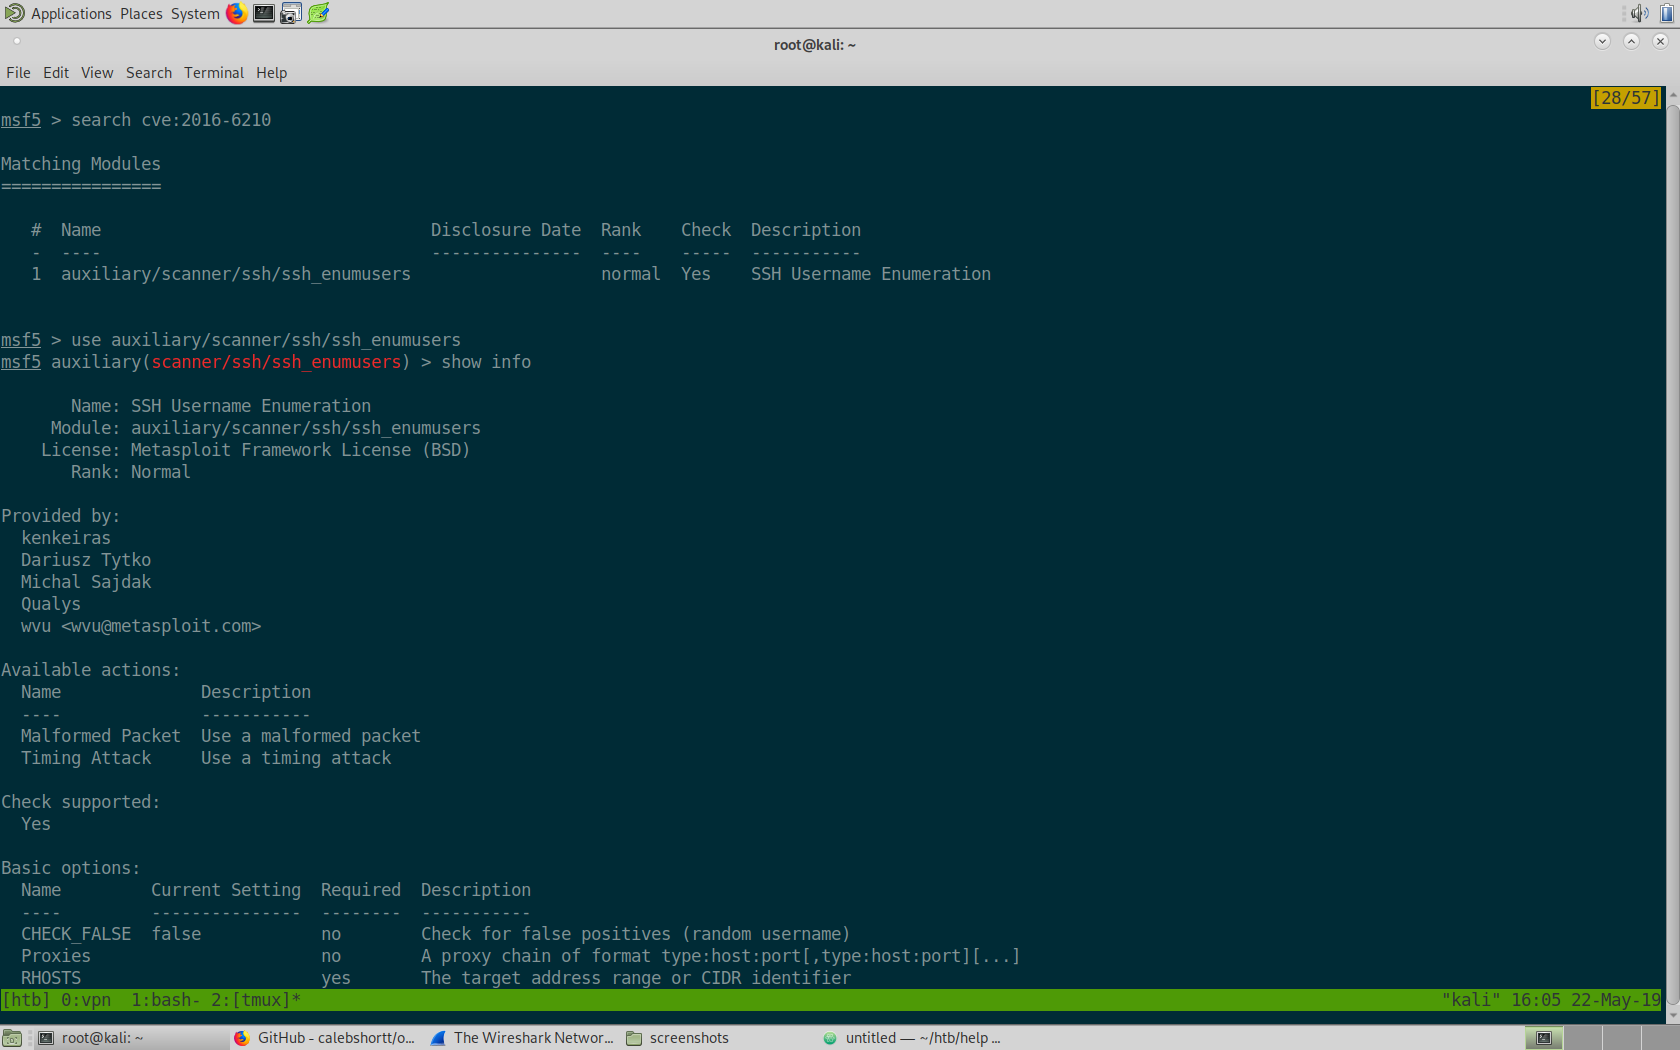 Applications Places System
root@kali: ~
File Edit View Search Terminal Help
[28/57]
msf5 > search cve:2016-6210
Matching Modules
================
#  Name                                 Disclosure Date  Rank    Check  Description
-  ----                                 ---------------  ----    -----  -----------
1  auxiliary/scanner/ssh/ssh_enumusers                   normal  Yes    SSH Username Enumeration
msf5 > use auxiliary/scanner/ssh/ssh_enumusers
msf5 auxiliary(scanner/ssh/ssh_enumusers) > show info
Name: SSH Username Enumeration
Module: auxiliary/scanner/ssh/ssh_enumusers
License: Metasploit Framework License (BSD)
Rank: Normal
Provided by:
kenkeiras
Dariusz Tytko
Michal Sajdak
Qualys
wvu <wvu@metasploit.com>
Available actions:
Name              Description
----              -----------
Malformed Packet  Use a malformed packet
Timing Attack     Use a timing attack
Check supported:
Yes
Basic options:
Name         Current Setting  Required  Description
----         ---------------  --------  -----------
CHECK_FALSE  false            no        Check for false positives (random username)
Proxies                       no        A proxy chain of format type:host:port[,type:host:port][...]
RHOSTS                        yes       The target address range or CIDR identifier
[htb] 0:vpn  1:bash- 2:[tmux]* "kali" 16:05 22-May-19
root@kali: ~ GitHub - calebshortt/o... The Wireshark Networ... screenshots untitled — ~/htb/help ...